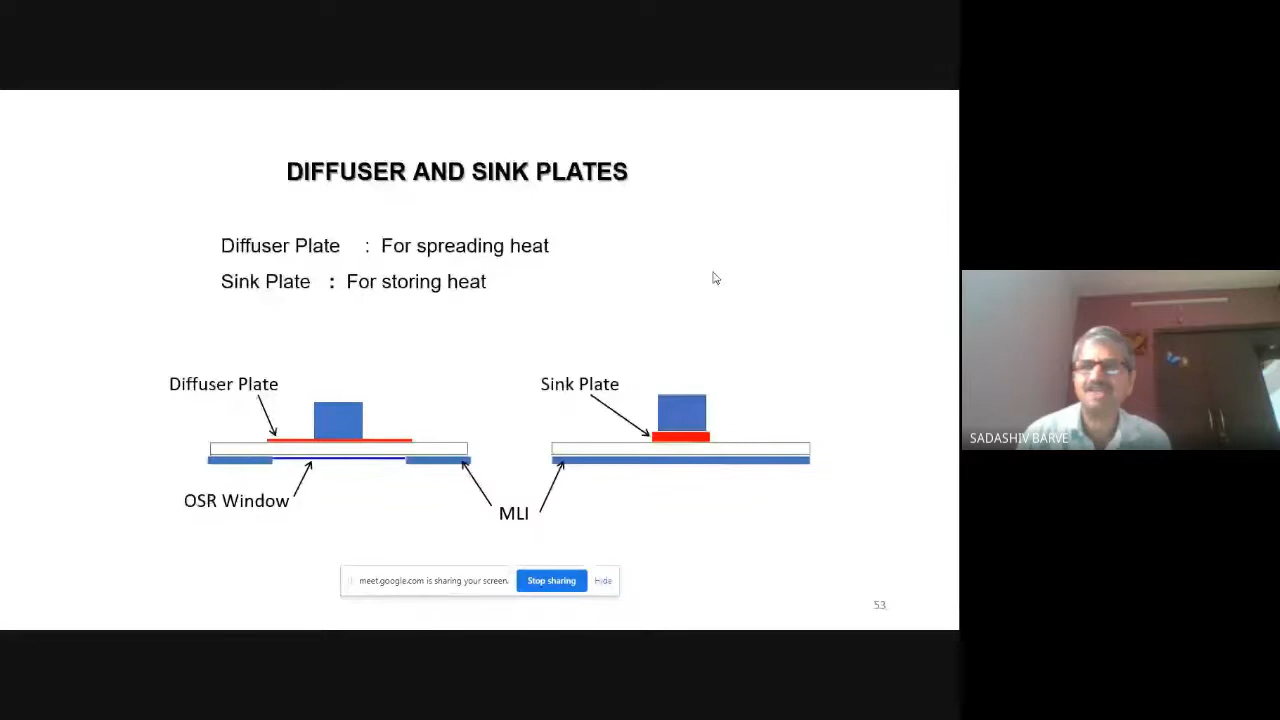 DIFFUSER AND SINK PLATES
Diffuser Plate : For spreading heat
Sink Plate : For storing heat
Diffuser Plate
Sink Plate
OSR Window
MLI
meet.google.com is sharing your screen.
Stop sharing
Hide
53
SADASHIV BARVE